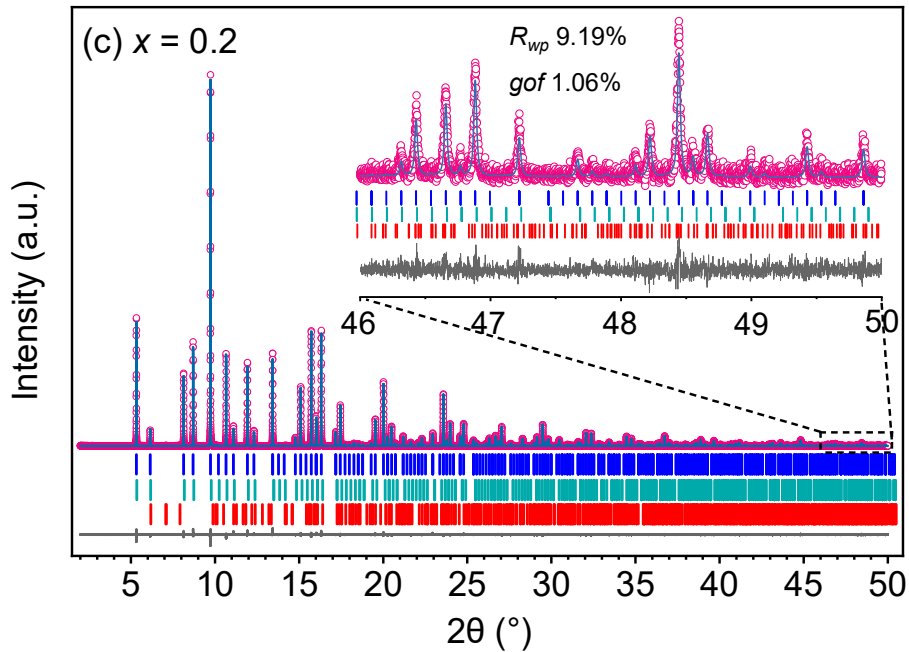 (c) x = 0.2
Rwp 9.19%
gof 1.06%
46 47 48 49 50
Intensity (a.u.)
5 10 15 20 25 30 35 40 45 50
2θ (°)